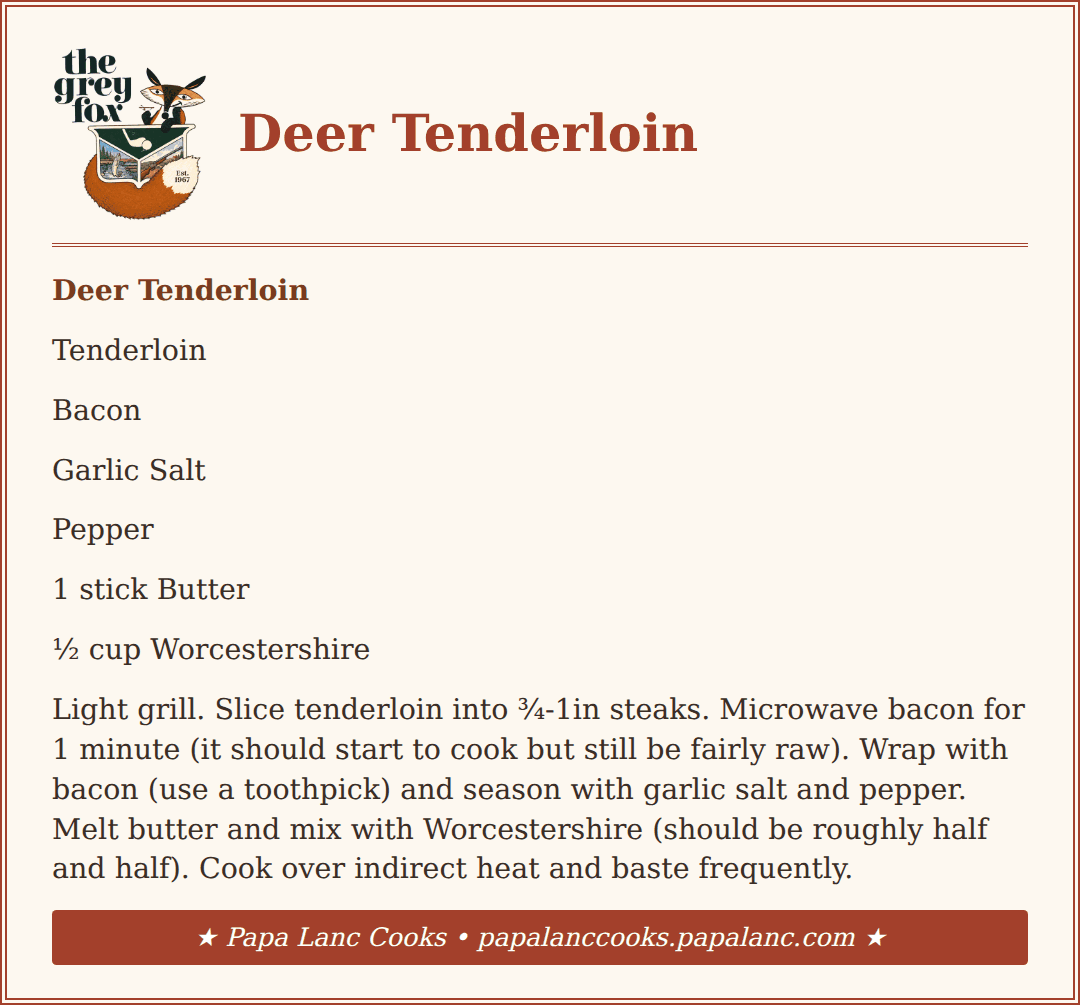 the
grey
fox
Est.
1967
Deer Tenderloin
Deer Tenderloin
Tenderloin
Bacon
Garlic Salt
Pepper
1 stick Butter
½ cup Worcestershire
Light grill. Slice tenderloin into ¾-1in steaks. Microwave bacon for
1 minute (it should start to cook but still be fairly raw). Wrap with
bacon (use a toothpick) and season with garlic salt and pepper.
Melt butter and mix with Worcestershire (should be roughly half
and half). Cook over indirect heat and baste frequently.
★ Papa Lanc Cooks • papalanccooks.papalanc.com ★